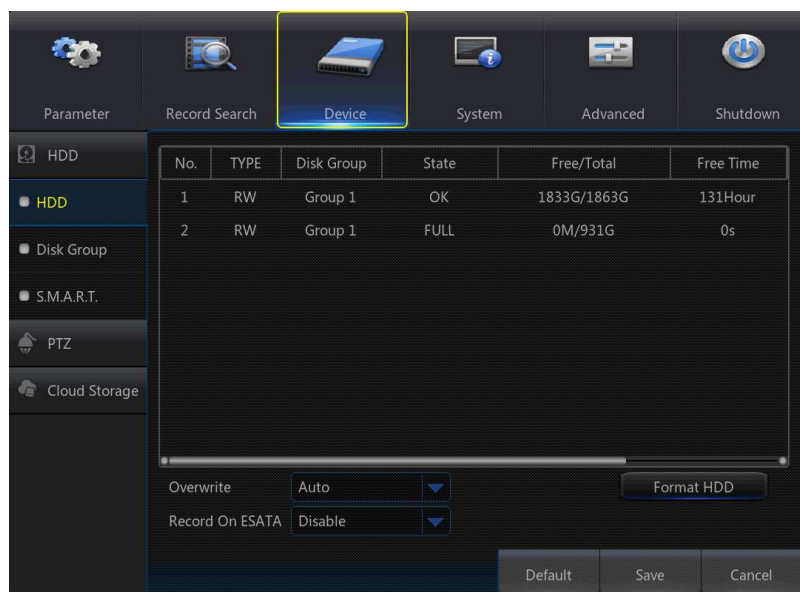 Parameter Record Search Device System Advanced Shutdown
HDD
HDD
Disk Group
S.M.A.R.T.
PTZ
Cloud Storage
No. TYPE Disk Group State Free/Total Free Time
1 RW Group 1 OK 1833G/1863G 131Hour
2 RW Group 1 FULL 0M/931G 0s
Overwrite Auto Format HDD
Record On ESATA Disable
Default Save Cancel